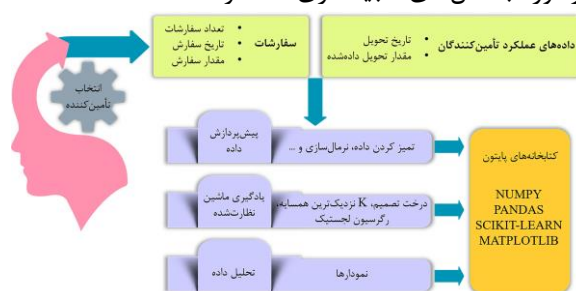 انتخاب
تأمین‌کننده
سفارشات
• تعداد سفارشات
• تاریخ سفارش
• مقدار سفارش
داده‌های عملکرد تأمین‌کنندگان
• تاریخ تحویل
• مقدار تحویل داده‌شده
پیش‌پردازش
داده
تمیز کردن داده، نرمال‌سازی و ...
یادگیری ماشین
نظارت‌شده
درخت تصمیم، K نزدیک‌ترین همسایه،
رگرسیون لجستیک
تحلیل داده
نمودارها
کتابخانه‌های پایتون
NUMPY
PANDAS
SCIKIT-LEARN
MATPLOTLIB